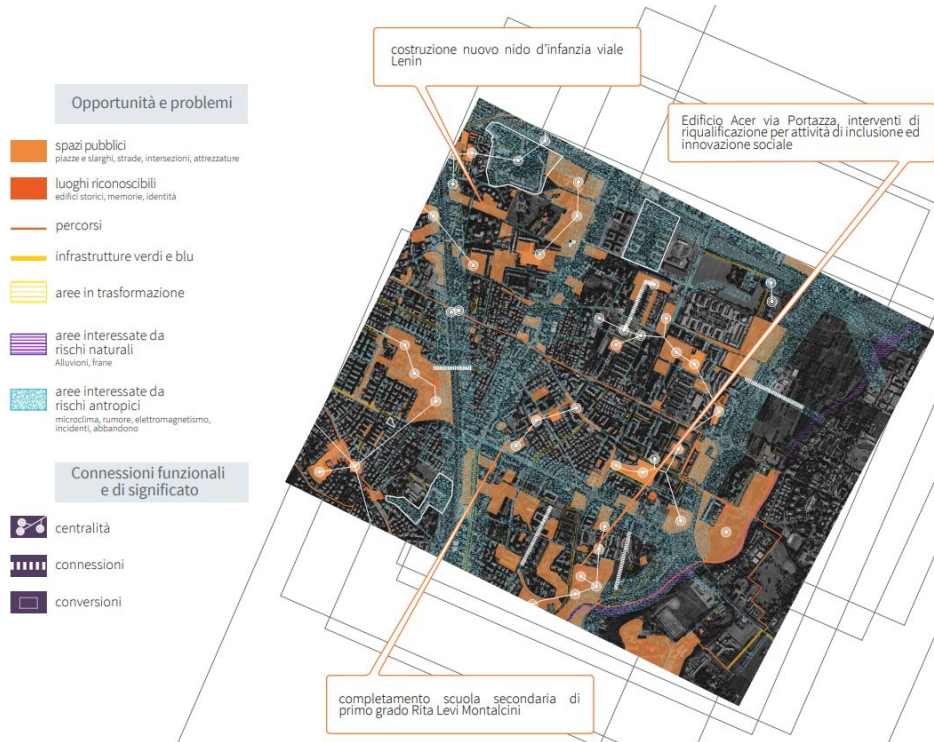 costruzione nuovo nido d'infanzia viale
Lenin
Edificio Acer via Portazza, interventi di
riqualificazione per attività di inclusione ed
innovazione sociale
Opportunità e problemi
spazi pubblici
piazze e slarghi, strade, intersezioni, attrezzature
luoghi riconoscibili
edifici storici, memorie, identità
percorsi
infrastrutture verdi e blu
aree in trasformazione
aree interessate da
rischi naturali
Alluvioni, frane
aree interessate da
rischi antropici
microclima, rumore, elettromagnetismo,
incidenti, abbandono
Connessioni funzionali
e di significato
centralità
connessioni
conversioni
completamento scuola secondaria di
primo grado Rita Levi Montalcini